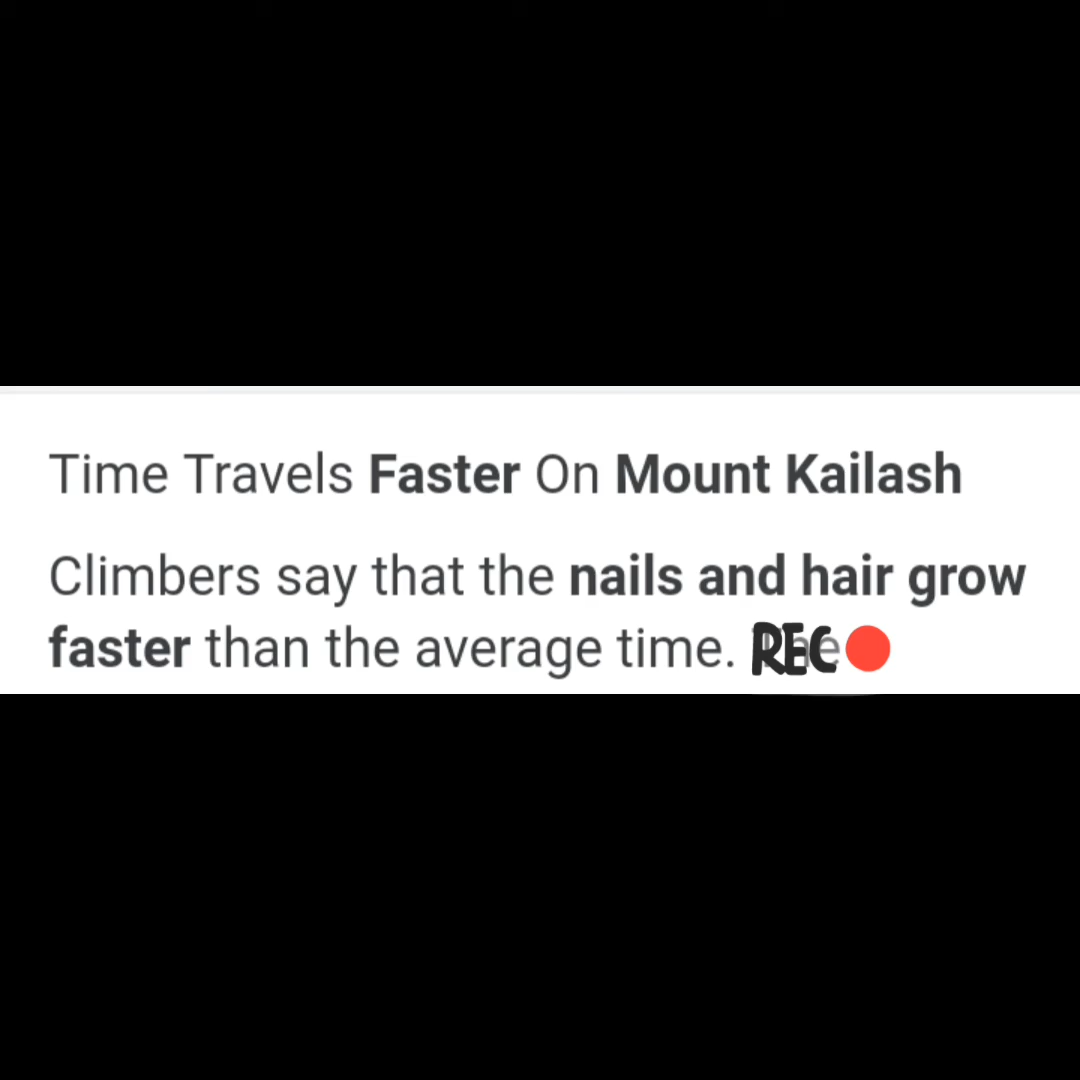 Time Travels Faster On Mount Kailash
Climbers say that the nails and hair grow
faster than the average time. REC